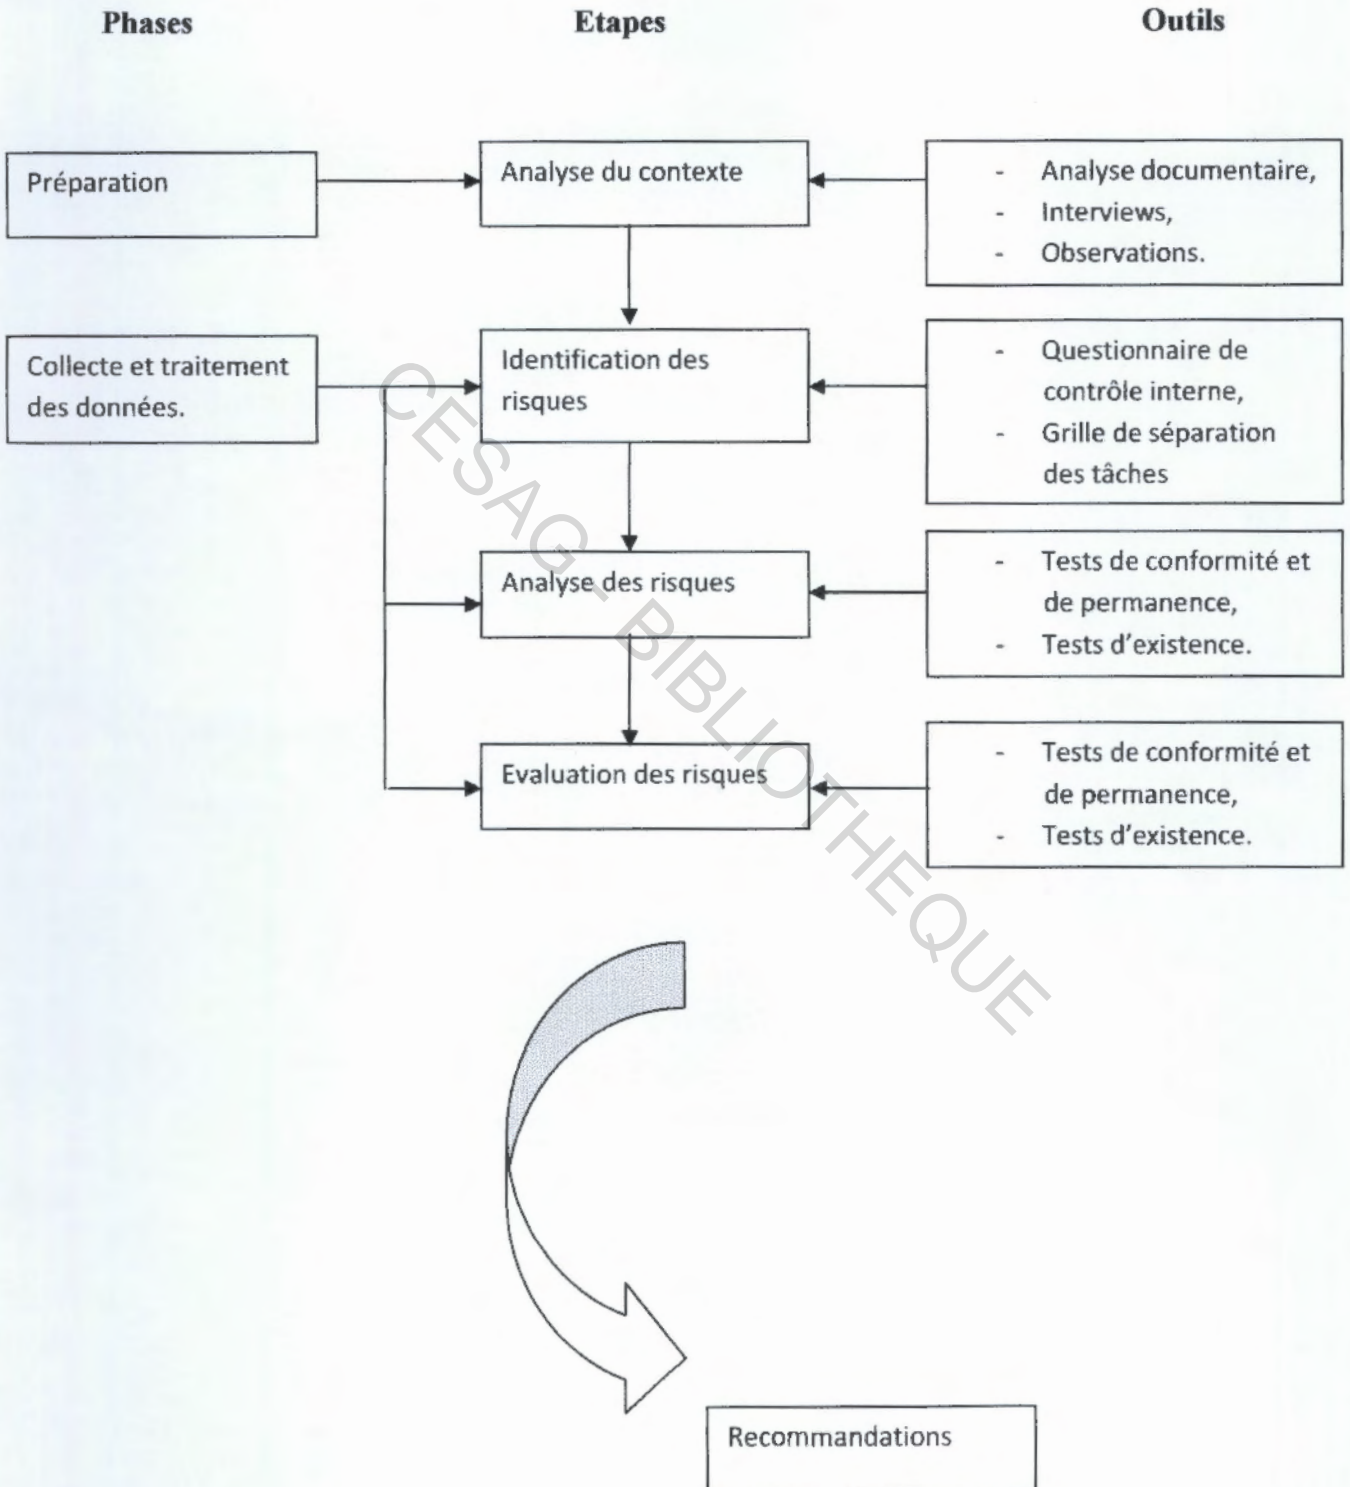 Phases Etapes Outils
Préparation
Analyse du contexte
- Analyse documentaire,
- Interviews,
- Observations.
Collecte et traitement
des données.
Identification des
risques
- Questionnaire de
contrôle interne,
- Grille de séparation
des tâches
Analyse des risques
- Tests de conformité et
de permanence,
- Tests d'existence.
Evaluation des risques
- Tests de conformité et
de permanence,
- Tests d'existence.
CESAG - BIBLIOTHEQUE
Recommandations